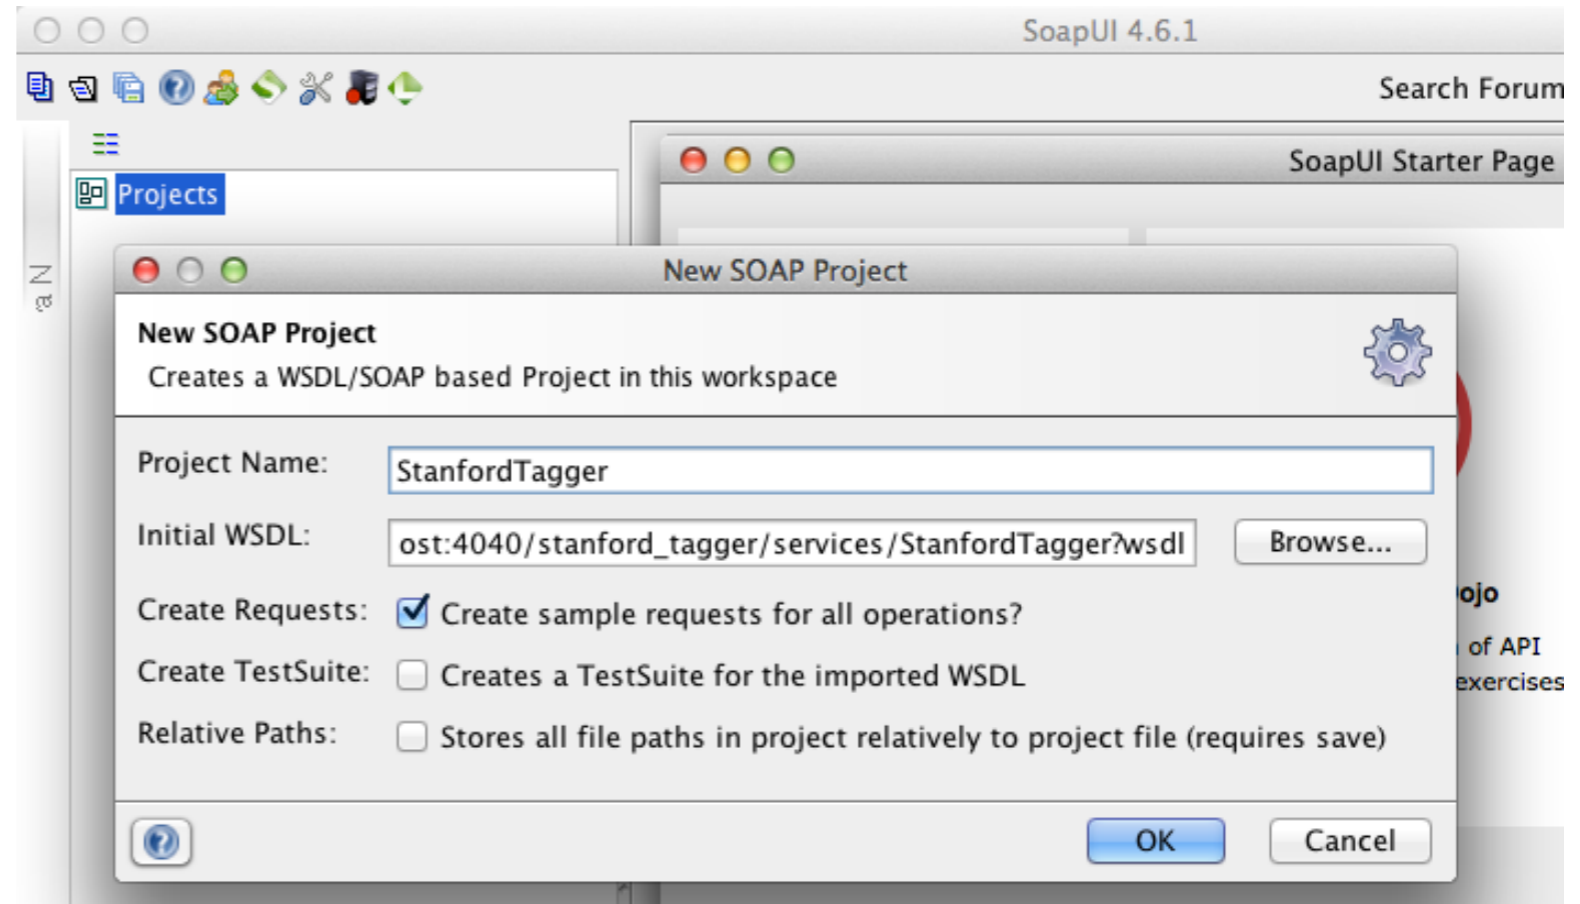 SoapUI 4.6.1
Search Forum
SoapUI Starter Page
Projects
Na
New SOAP Project
New SOAP Project
Creates a WSDL/SOAP based Project in this workspace
Project Name: StanfordTagger
Initial WSDL: ost:4040/stanford_tagger/services/StanfordTagger?wsdl Browse...
Create Requests: Create sample requests for all operations?
Create TestSuite: Creates a TestSuite for the imported WSDL
Relative Paths: Stores all file paths in project relatively to project file (requires save)
OK Cancel
ojo
of API
exercises